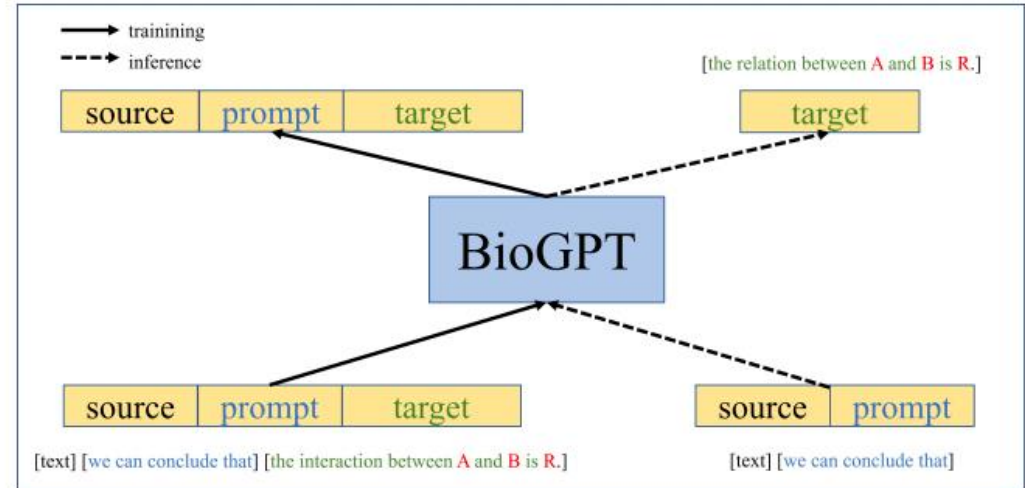 trainining
inference
[the relation between A and B is R.]
source prompt target
target
BioGPT
source prompt target
source prompt
[text] [we can conclude that] [the interaction between A and B is R.]
[text] [we can conclude that]